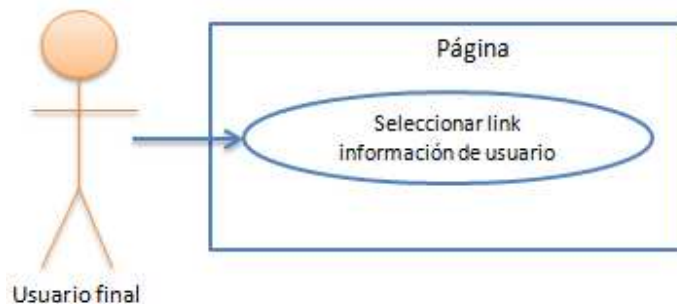 Página
Seleccionar link
información de usuario
Usuario final